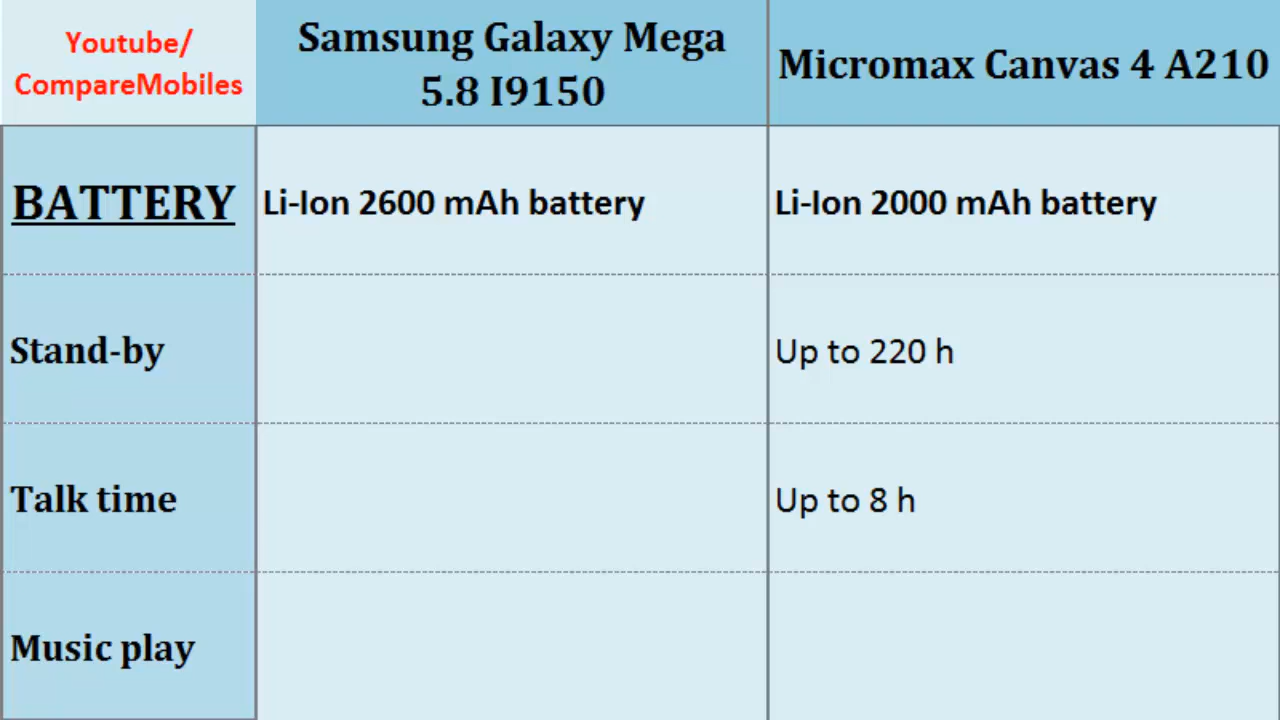 Youtube/
CompareMobiles
Samsung Galaxy Mega
5.8 I9150
Micromax Canvas 4 A210
BATTERY
Li-Ion 2600 mAh battery
Li-Ion 2000 mAh battery
Stand-by
Up to 220 h
Talk time
Up to 8 h
Music play